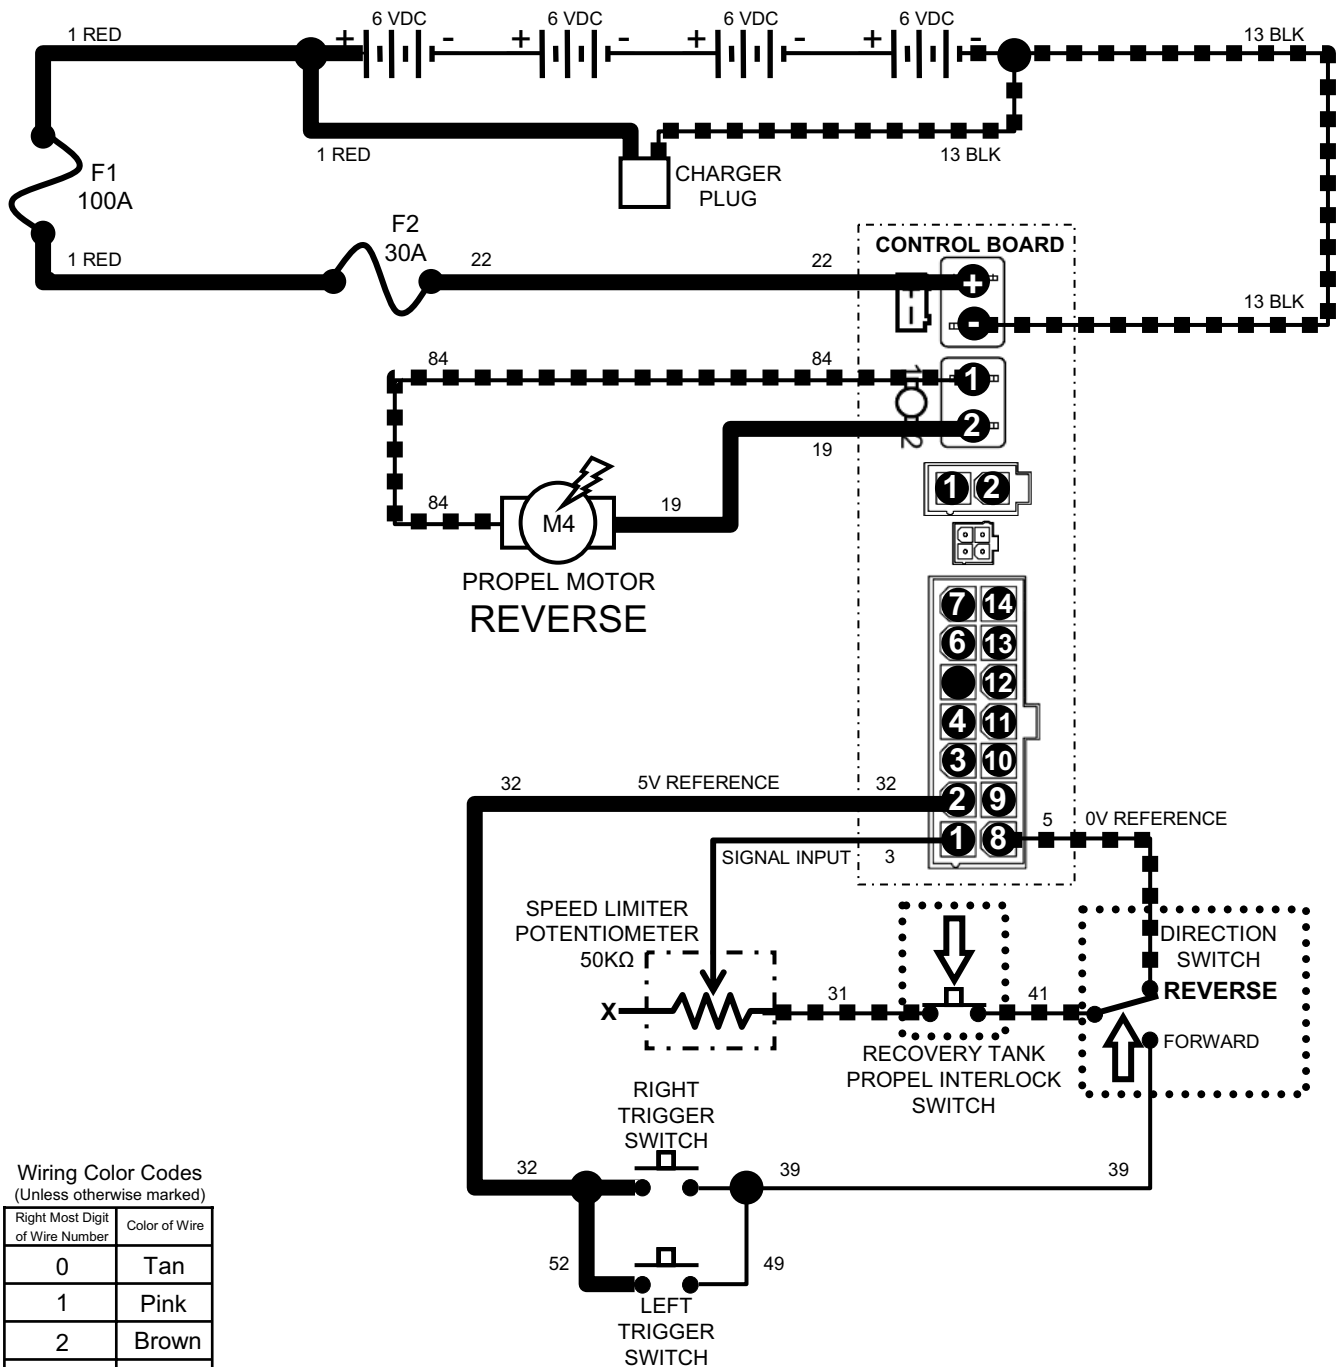 6 VDC
6 VDC
6 VDC
6 VDC
1 RED
13 BLK
+ - + - + - + -
1 RED
13 BLK
CHARGER
PLUG
F1
100A
F2
30A
1 RED
22
22
CONTROL BOARD
+
-
13 BLK
84
84
1
1
2
2
19
84
19
M4
PROPEL MOTOR
REVERSE
1 2
7 14
6 13
12
4 11
3 10
2 9
1 8
32
5V REFERENCE
32
5
0V REFERENCE
SIGNAL INPUT
3
SPEED LIMITER
POTENTIOMETER
50KΩ
X
31
41
DIRECTION
SWITCH
REVERSE
FORWARD
RECOVERY TANK
PROPEL INTERLOCK
SWITCH
RIGHT
TRIGGER
SWITCH
32
39
39
52
49
LEFT
TRIGGER
SWITCH
Wiring Color Codes
(Unless otherwise marked)
Right Most Digit
of Wire Number
Color of Wire
0 Tan
1 Pink
2 Brown